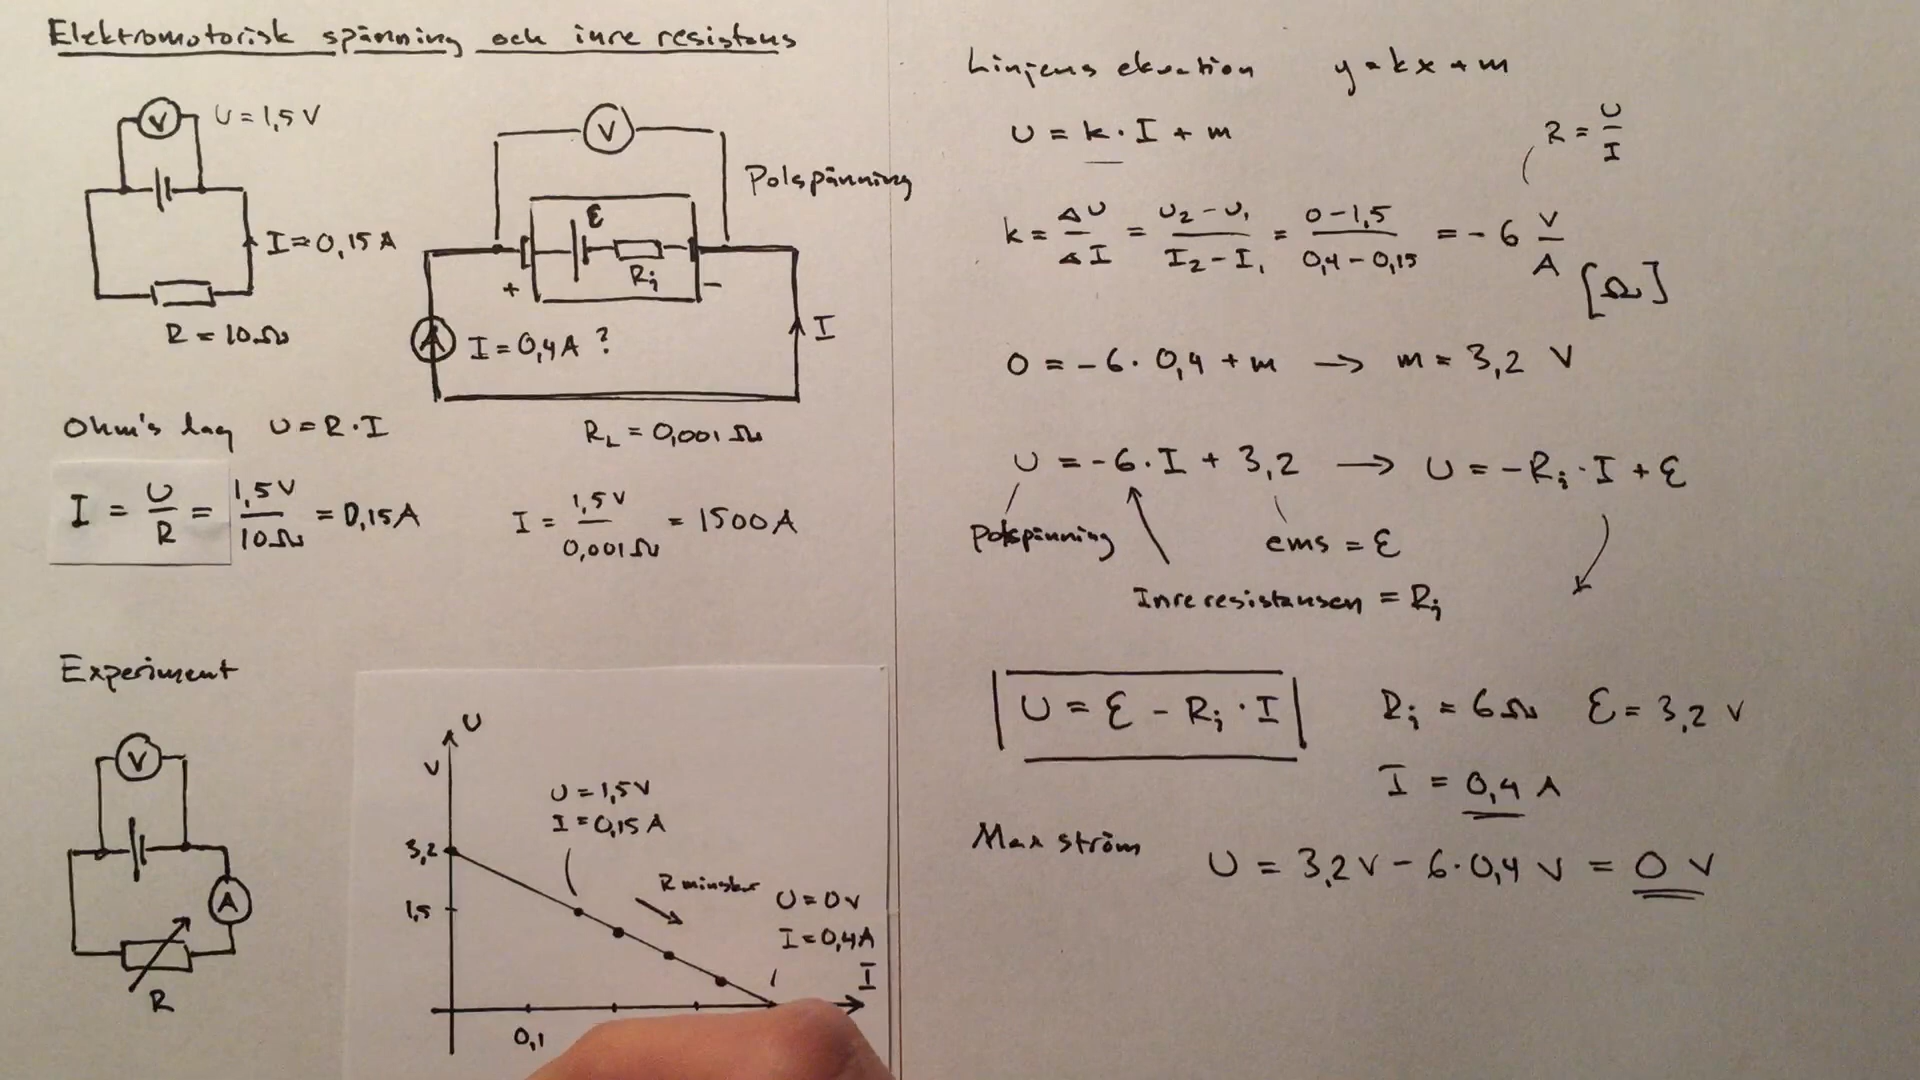 Elektromotorisk spänning och inre resistans
V
U = 1,5 V
I = 0,15 A
R = 10 Ω
V
Polspänning
ε
Ri
+
-
A
I = 0,4 A ?
I
Ohm's lag U = R · I
RL = 0,001 Ω
I = U/R = 1,5 V/10 Ω = 0,15 A
I = 1,5 V/0,001 Ω = 1500 A
Experiment
V
A
R
U
V
U = 1,5 V
I = 0,15 A
3,2
1,5
R minskar
U = 0 V
I = 0,4 A
I
0,1
Linjens ekvation y = kx + m
U = k · I + m
R = U/I
k = ΔU/ΔI = U2 - U1/I2 - I1 = 0 - 1,5/0,4 - 0,15 = - 6 V/A
[Ω]
0 = - 6 · 0,4 + m → m = 3,2 V
U = - 6 · I + 3,2 → U = - Ri · I + ε
Polspänning
ems = ε
Inre resistansen = Ri
U = ε - Ri · I
Ri = 6 Ω ε = 3,2 V
I = 0,4 A
Max ström
U = 3,2 V - 6 · 0,4 V = 0 V